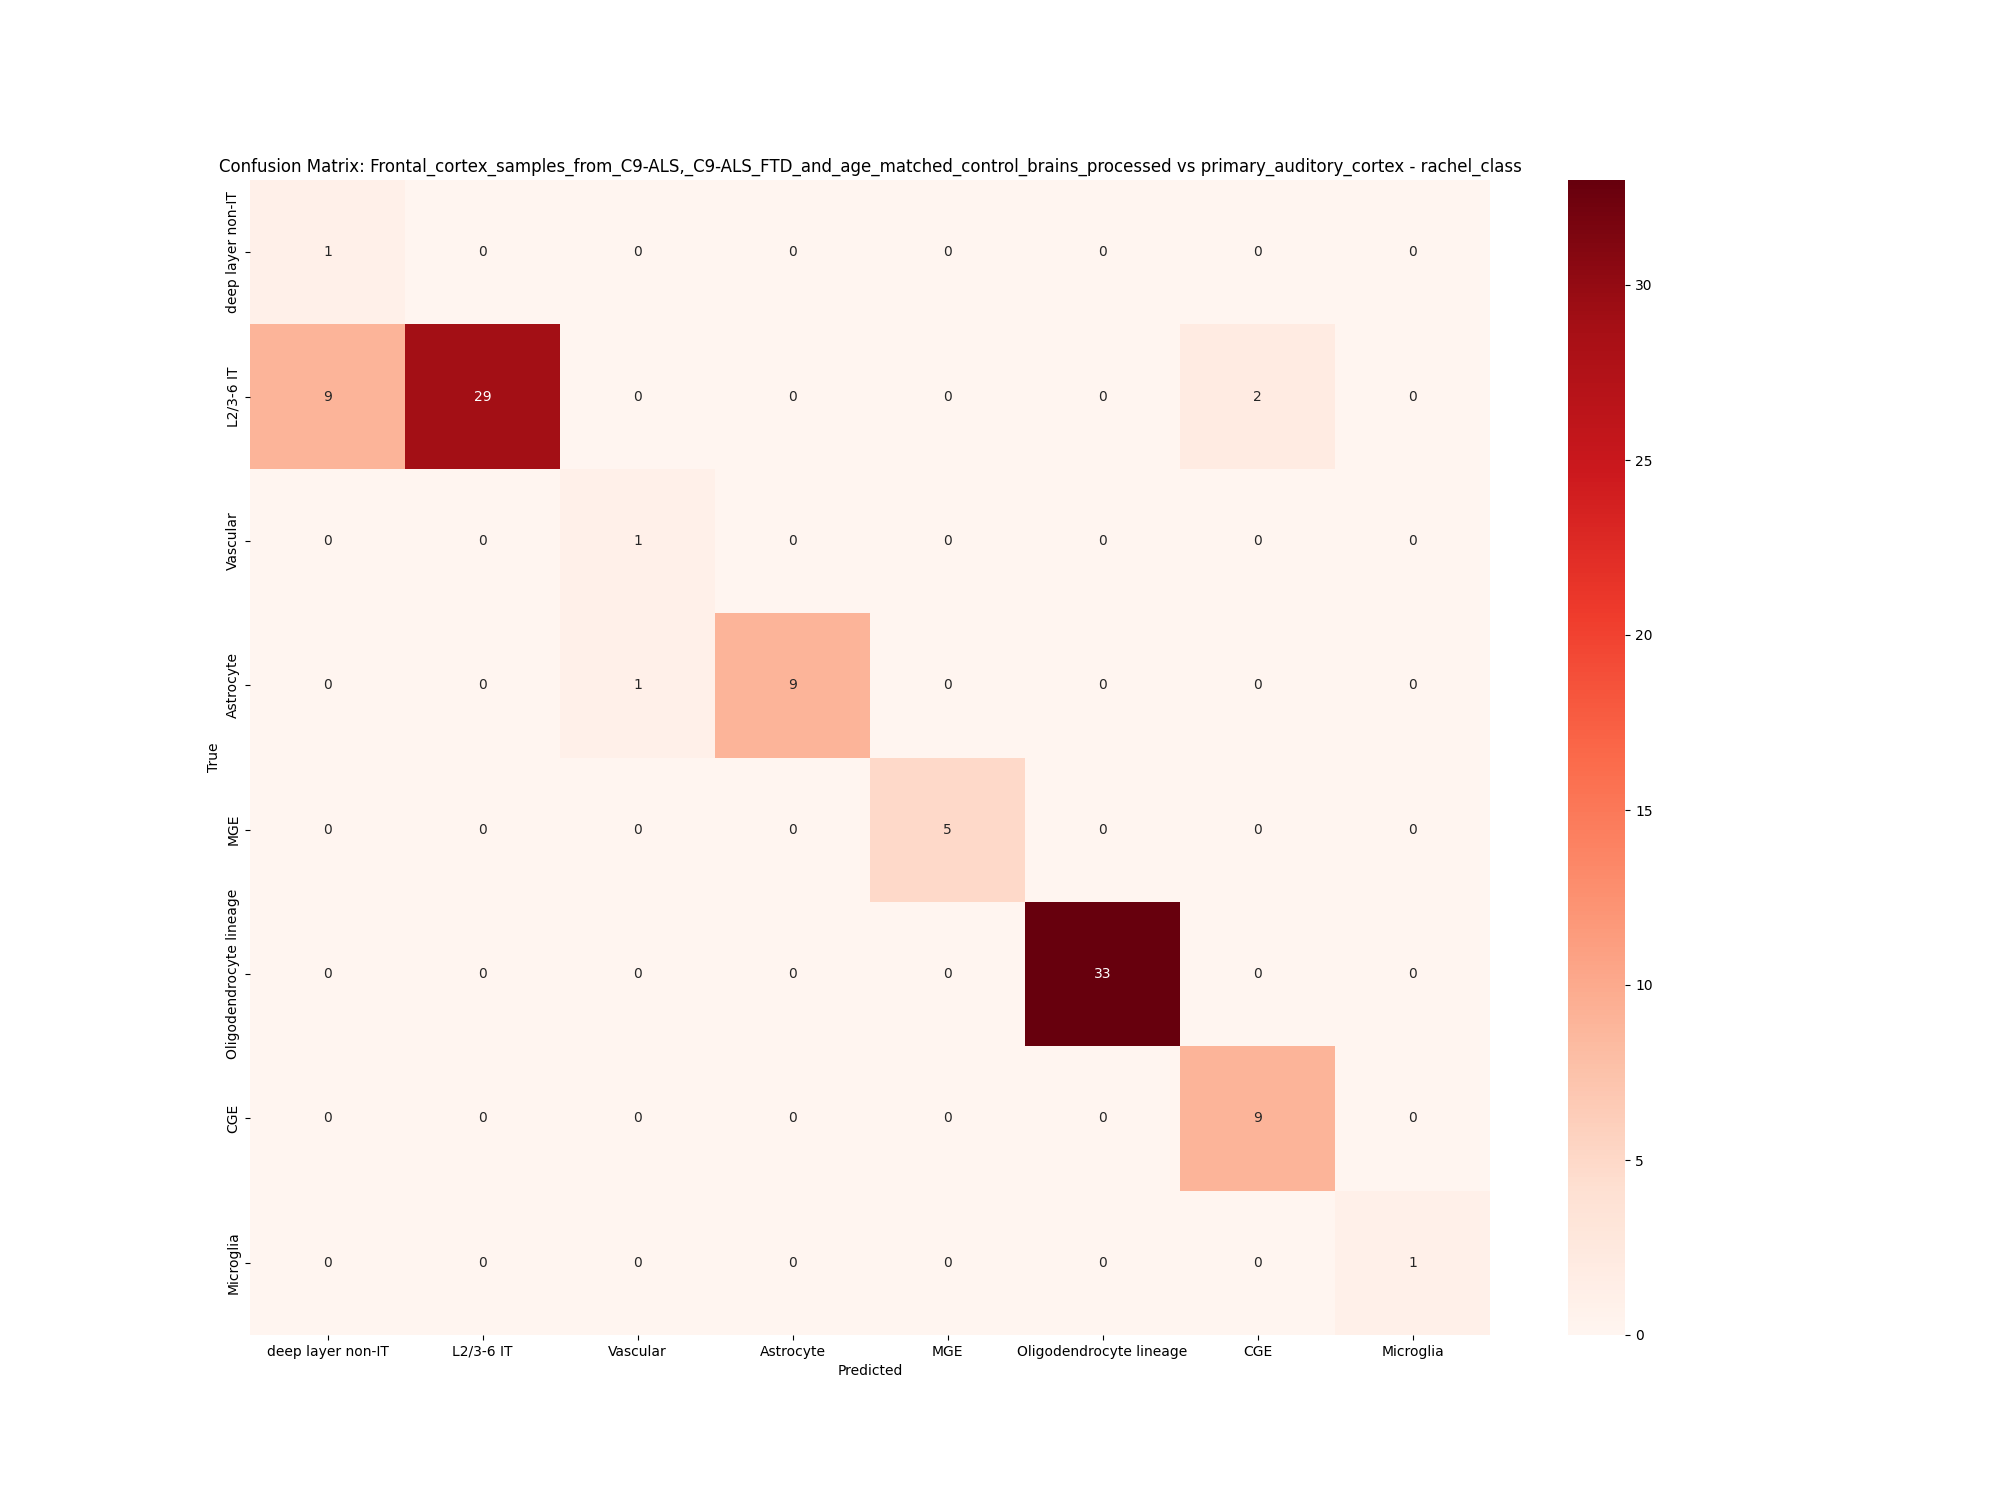 Confusion Matrix: Frontal_cortex_samples_from_C9-ALS,_C9-ALS_FTD_and_age_matched_control_brains_processed vs primary_auditory_cortex - rachel_class
True
deep layer non-IT
1 0 0 0 0 0 0 0
L2/3-6 IT
9 29 0 0 0 0 2 0
Vascular
0 0 1 0 0 0 0 0
Astrocyte
0 0 1 9 0 0 0 0
MGE
0 0 0 0 5 0 0 0
Oligodendrocyte lineage
0 0 0 0 0 33 0 0
CGE
0 0 0 0 0 0 9 0
Microglia
0 0 0 0 0 0 0 1
deep layer non-IT L2/3-6 IT Vascular Astrocyte MGE Oligodendrocyte lineage CGE Microglia
Predicted
30
25
20
15
10
5
0